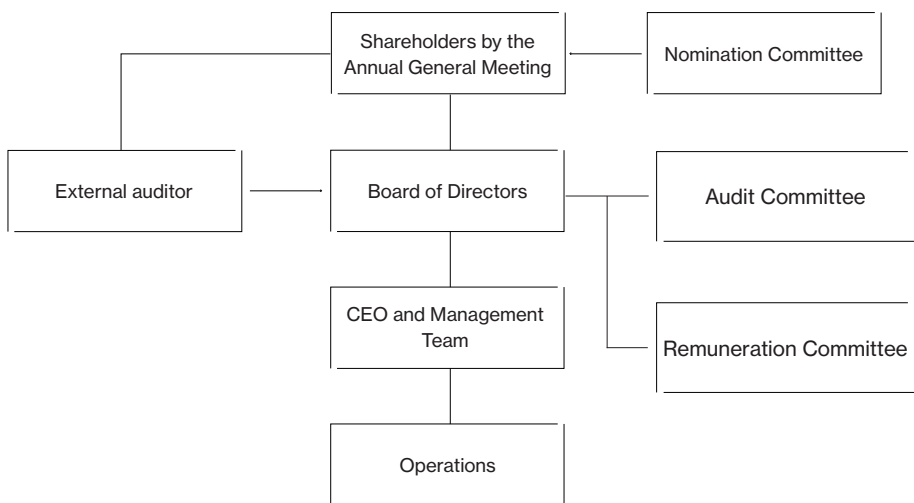 Shareholders by the
Annual General Meeting
Nomination Committee
External auditor
Board of Directors
Audit Committee
CEO and Management
Team
Remuneration Committee
Operations